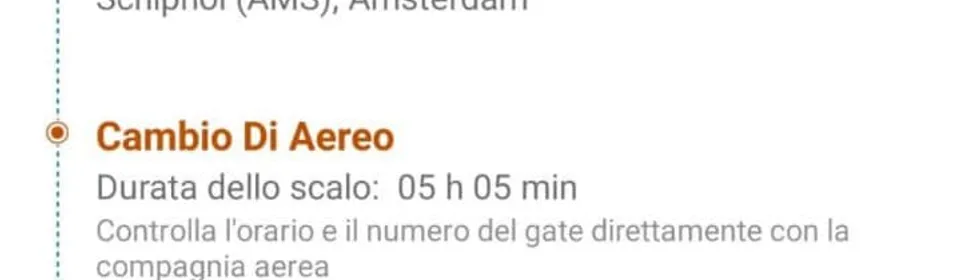 Schiphol (AMS), Amsterdam
Cambio Di Aereo
Durata dello scalo: 05 h 05 min
Controlla l'orario e il numero del gate direttamente con la
compagnia aerea